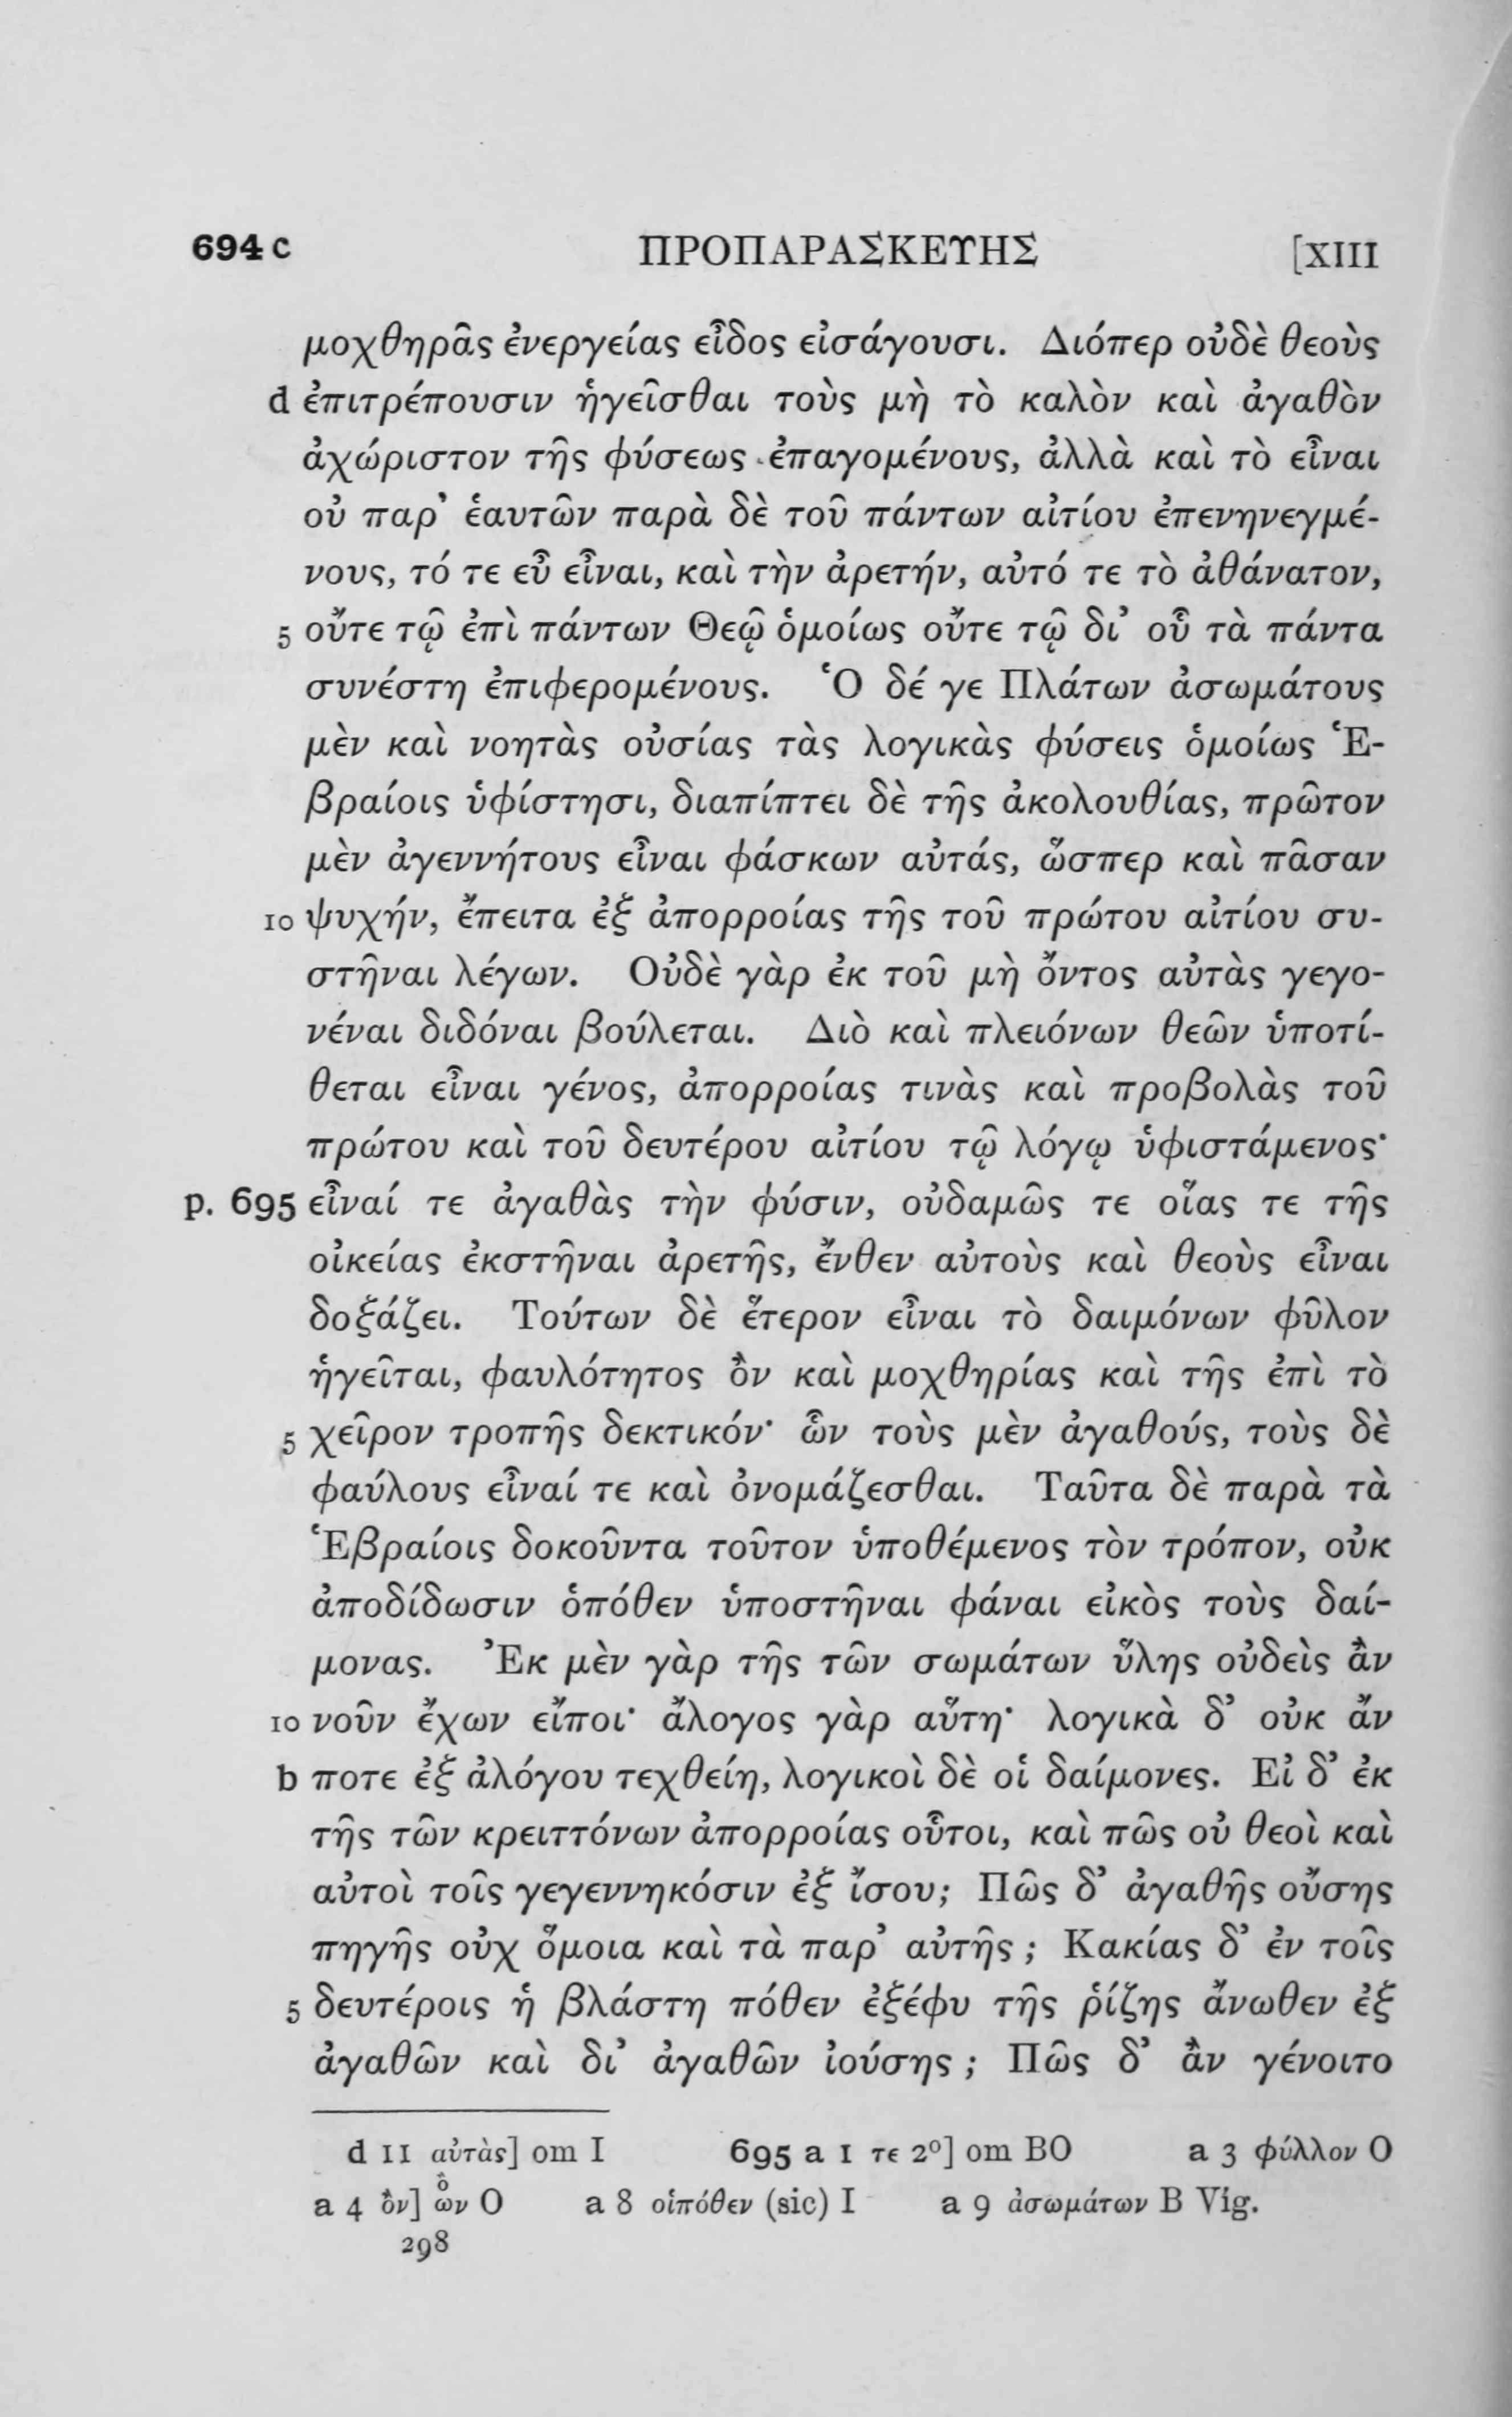 694 c ΠΡΟΠΑΡΑΣΚΕΥΗΣ [XIII
μοχθηρᾶς ἐνεργείας εἶδος εἰσάγουσι. Διόπερ οὐδὲ θεοὺς
d ἐπιτρέπουσιν ἡγεῖσθαι τοὺς μὴ τὸ καλὸν καὶ ἀγαθὸν
ἀχώριστον τῆς φύσεως ἐπαγομένους, ἀλλὰ καὶ τὸ εἶναι
οὐ παρ’ ἑαυτῶν παρὰ δὲ τοῦ πάντων αἰτίου ἐπενηνεγμέ-
νους, τό τε εὖ εἶναι, καὶ τὴν ἀρετήν, αὐτό τε τὸ ἀθάνατον,
5 οὔτε τῷ ἐπὶ πάντων Θεῷ ὁμοίως οὔτε τῷ δι’ οὗ τὰ πάντα
συνέστη ἐπιφερομένους. Ὁ δέ γε Πλάτων ἀσωμάτους
μὲν καὶ νοητὰς οὐσίας τὰς λογικὰς φύσεις ὁμοίως Ἑ-
βραίοις ὑφίστησι, διαπίπτει δὲ τῆς ἀκολουθίας, πρῶτον
μὲν ἀγεννήτους εἶναι φάσκων αὐτάς, ὥσπερ καὶ πᾶσαν
10 ψυχήν, ἔπειτα ἐξ ἀπορροίας τῆς τοῦ πρώτου αἰτίου συ-
στῆναι λέγων. Οὐδὲ γὰρ ἐκ τοῦ μὴ ὄντος αὐτὰς γεγο-
νέναι διδόναι βούλεται. Διὸ καὶ πλειόνων θεῶν ὑποτί-
θεται εἶναι γένος, ἀπορροίας τινὰς καὶ προβολὰς τοῦ
πρώτου καὶ τοῦ δευτέρου αἰτίου τῷ λόγῳ ὑφιστάμενος·
p. 695 εἶναί τε ἀγαθὰς τὴν φύσιν, οὐδαμῶς τε οἵας τε τῆς
οἰκείας ἐκστῆναι ἀρετῆς, ἔνθεν αὐτοὺς καὶ θεοὺς εἶναι
δοξάζει. Τούτων δὲ ἕτερον εἶναι τὸ δαιμόνων φῦλον
ἡγεῖται, φαυλότητος ὂν καὶ μοχθηρίας καὶ τῆς ἐπὶ τὸ
5 χεῖρον τροπῆς δεκτικόν· ὧν τοὺς μὲν ἀγαθούς, τοὺς δὲ
φαύλους εἶναί τε καὶ ὀνομάζεσθαι. Ταῦτα δὲ παρὰ τὰ
Ἑβραίοις δοκοῦντα τοῦτον ὑποθέμενος τὸν τρόπον, οὐκ
ἀποδίδωσιν ὁπόθεν ὑποστῆναι φάναι εἰκὸς τοὺς δαί-
μονας. Ἐκ μὲν γὰρ τῆς τῶν σωμάτων ὕλης οὐδεὶς ἂν
10 νοῦν ἔχων εἴποι· ἄλογος γὰρ αὕτη· λογικὰ δ’ οὐκ ἄν
b ποτε ἐξ ἀλόγου τεχθείη, λογικοὶ δὲ οἱ δαίμονες. Εἰ δ’ ἐκ
τῆς τῶν κρειττόνων ἀπορροίας οὗτοι, καὶ πῶς οὐ θεοὶ καὶ
αὐτοὶ τοῖς γεγεννηκόσιν ἐξ ἴσου; Πῶς δ’ ἀγαθῆς οὔσης
πηγῆς οὐχ ὅμοια καὶ τὰ παρ’ αὐτῆς; Κακίας δ’ ἐν τοῖς
5 δευτέροις ἡ βλάστη πόθεν ἐξέφυ τῆς ῥίζης ἄνωθεν ἐξ
ἀγαθῶν καὶ δι’ ἀγαθῶν ἰούσης; Πῶς δ’ ἂν γένοιτο
d 11 αὐτὰς] om I 695 a 1 τε 2º] om BO a 3 φύλλον O
a 4 ὂν] ὧν O a 8 οἱπόθεν (sic) I a 9 ἀσωμάτων B Vig.
298